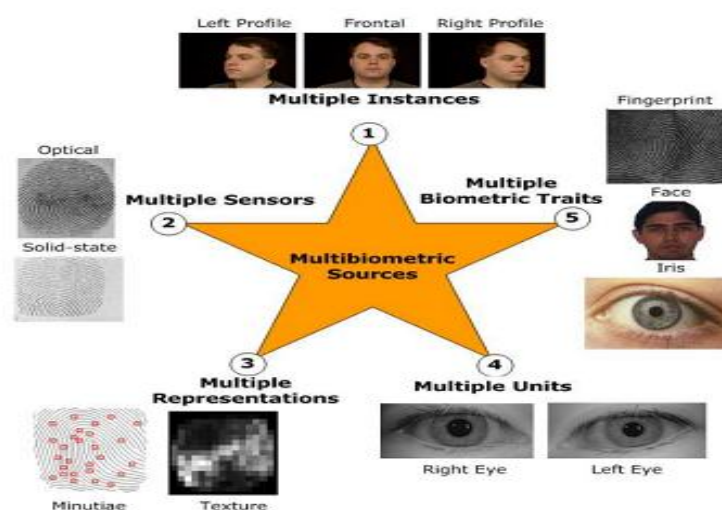 Left Profile
Frontal
Right Profile
Multiple Instances
1
Optical
Multiple Sensors
2
Solid-state
Fingerprint
Multiple
Biometric Traits
5
Face
Iris
Multibiometric
Sources
3
Multiple
Representations
Minutiae
Texture
4
Multiple Units
Right Eye
Left Eye